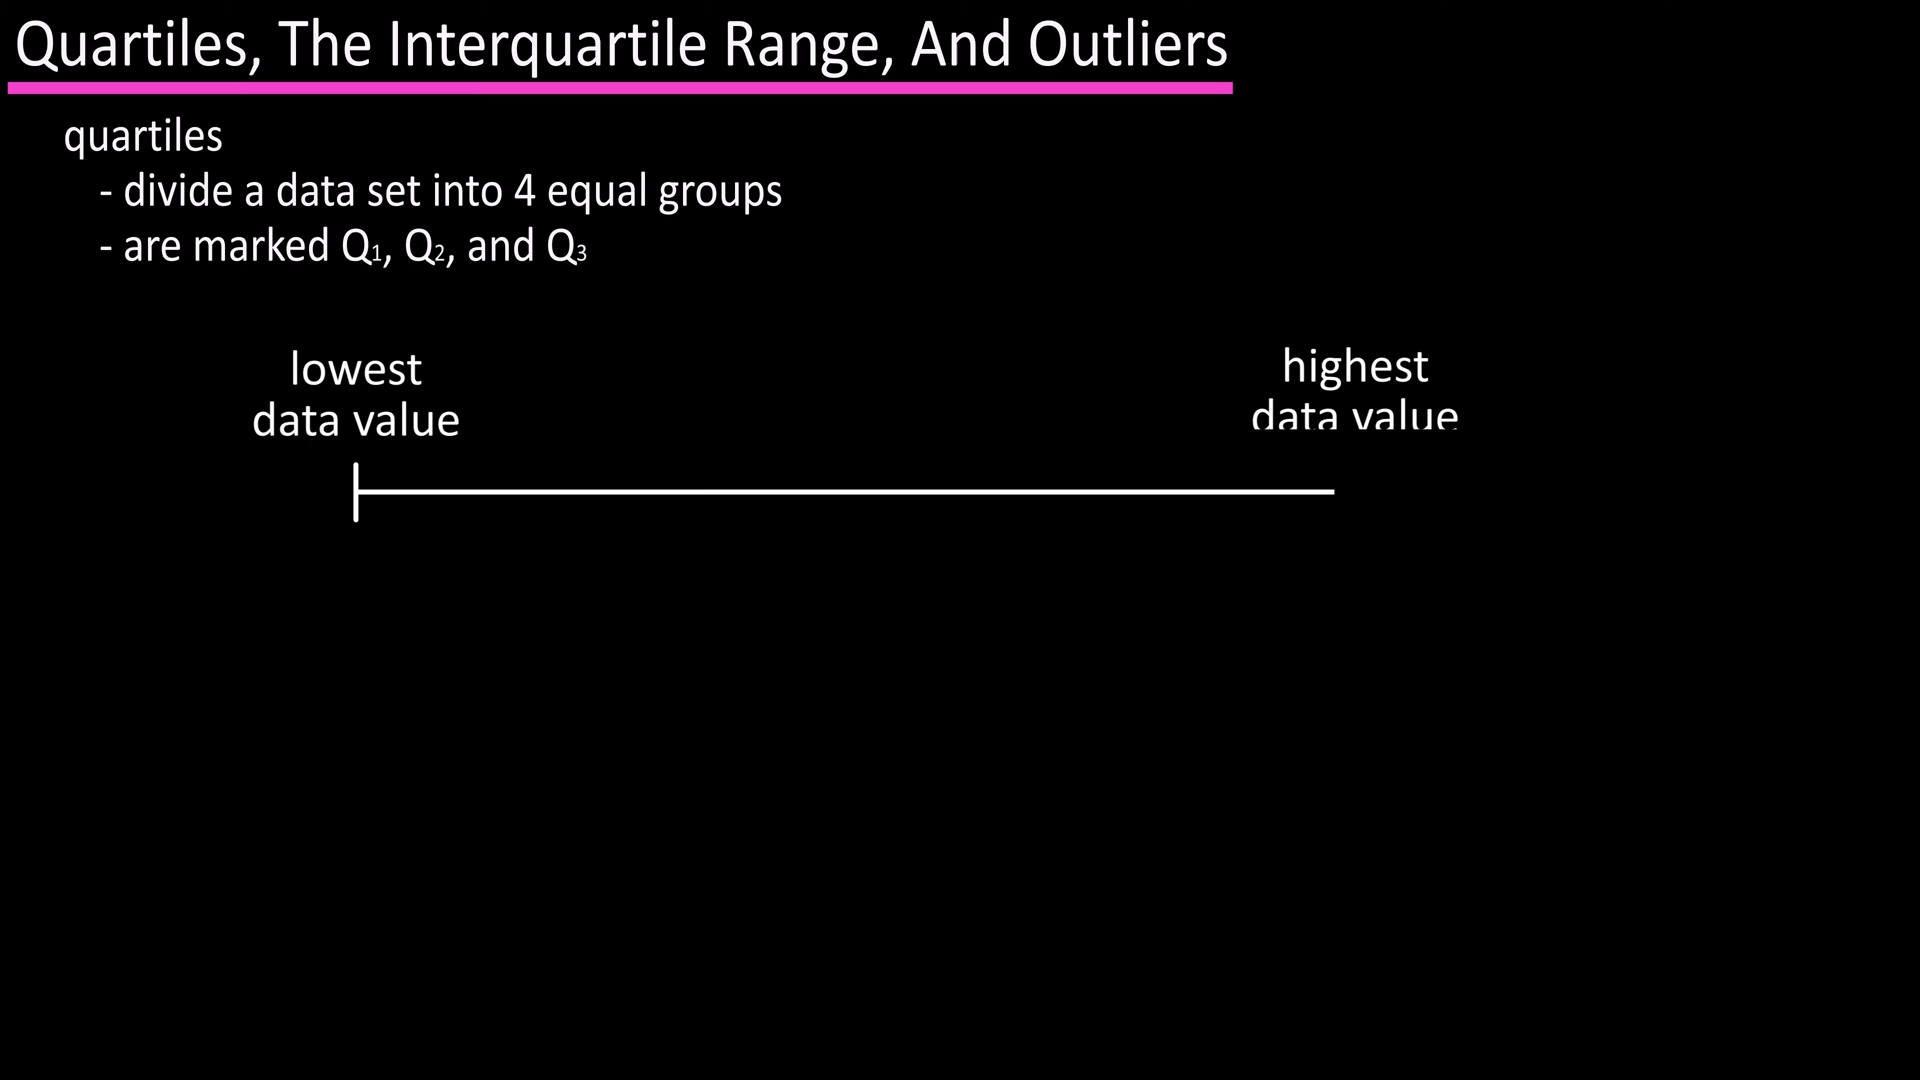 Quartiles, The Interquartile Range, And Outliers
quartiles
- divide a data set into 4 equal groups
- are marked Q₁, Q₂, and Q₃
lowest
data value
highest
data value